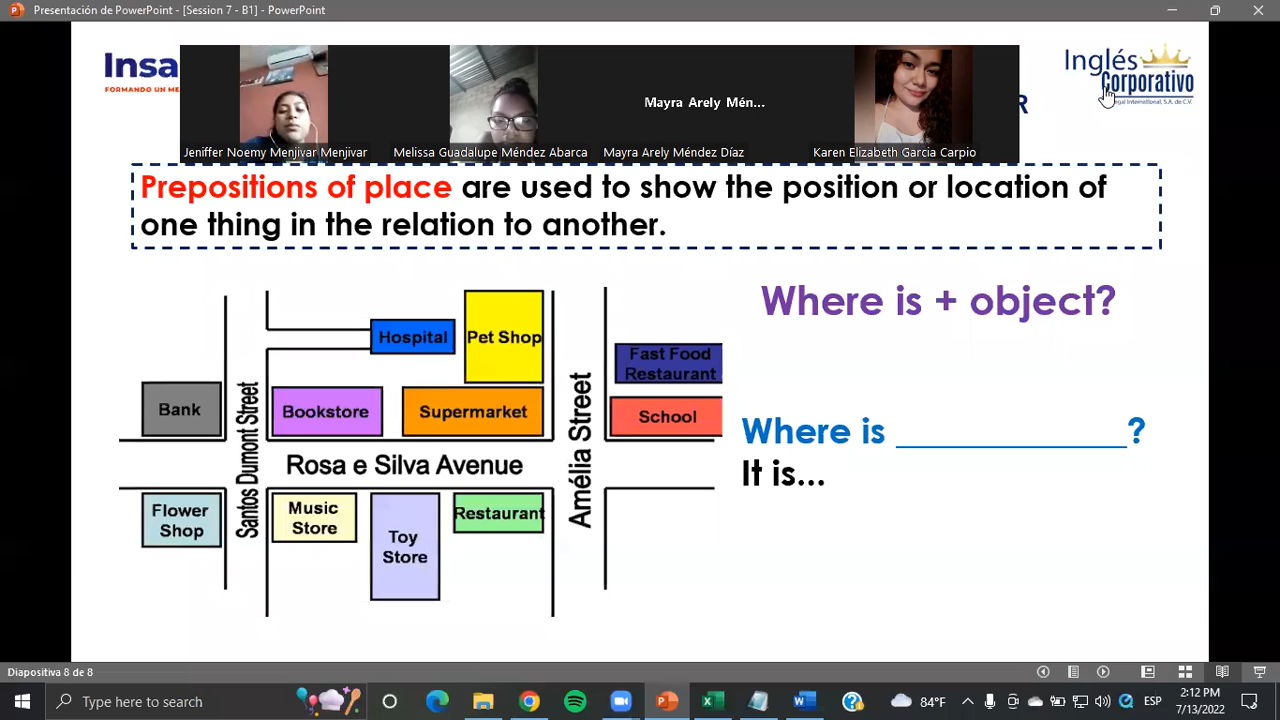 Presentación de PowerPoint - [Session 7 - B1] - PowerPoint
Insa
FORMANDO UN ME
Inglés
Corporativo
legal International, S.A. de C.V.
R
Mayra Arely Mén...
Jeniffer Noemy Menjivar Menjivar
Melissa Guadalupe Méndez Abarca
Mayra Arely Méndez Díaz
Karen Elizabeth Garcia Carpio
Prepositions of place are used to show the position or location of
one thing in the relation to another.
Where is + object?
Hospital
Pet Shop
Fast Food
Restaurant
Bank
Santos Dumont Street
Bookstore
Supermarket
Amélia Street
School
Where is _____________?
It is...
Rosa e Silva Avenue
Flower
Shop
Music
Store
Toy
Store
Restaurant
Diapositiva 8 de 8
Type here to search
84°F
ESP
2:12 PM
7/13/2022